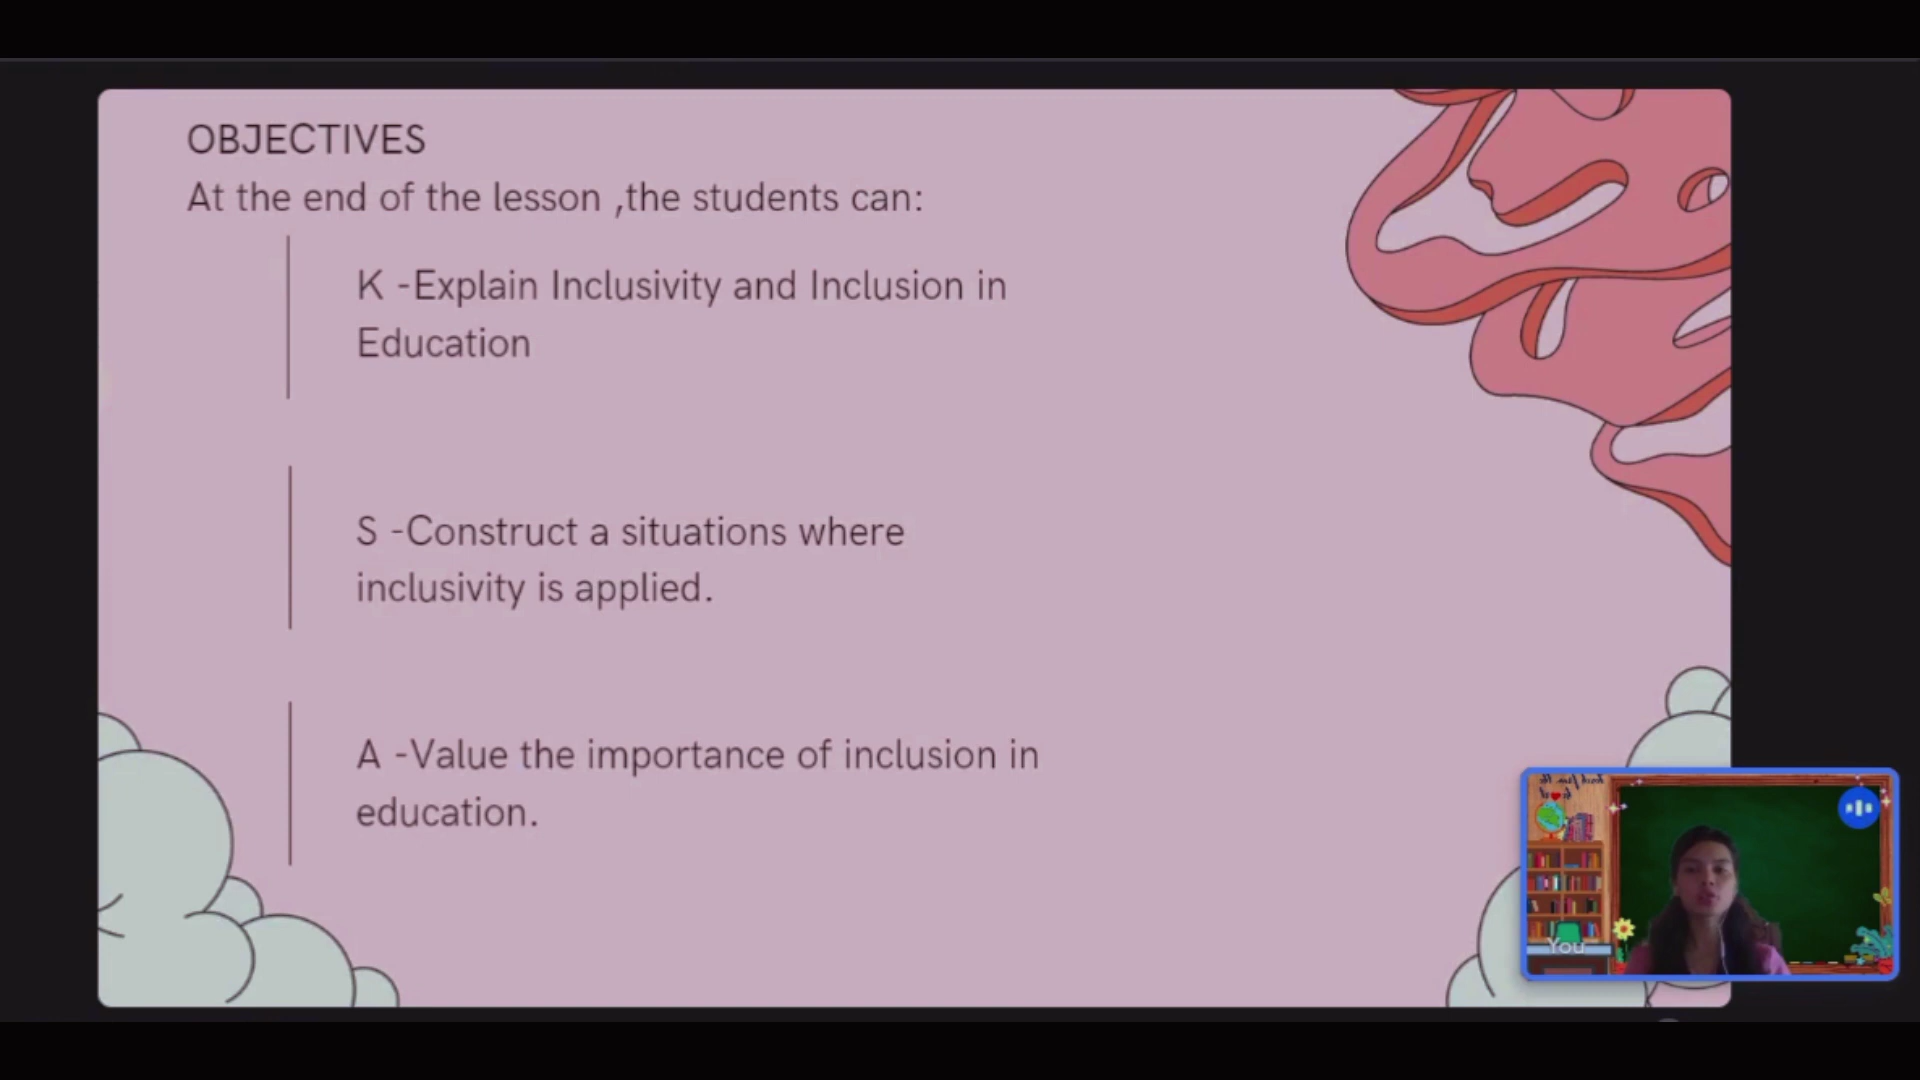 OBJECTIVES
At the end of the lesson ,the students can:
K -Explain Inclusivity and Inclusion in
Education
S -Construct a situations where
inclusivity is applied.
A -Value the importance of inclusion in
education.
You